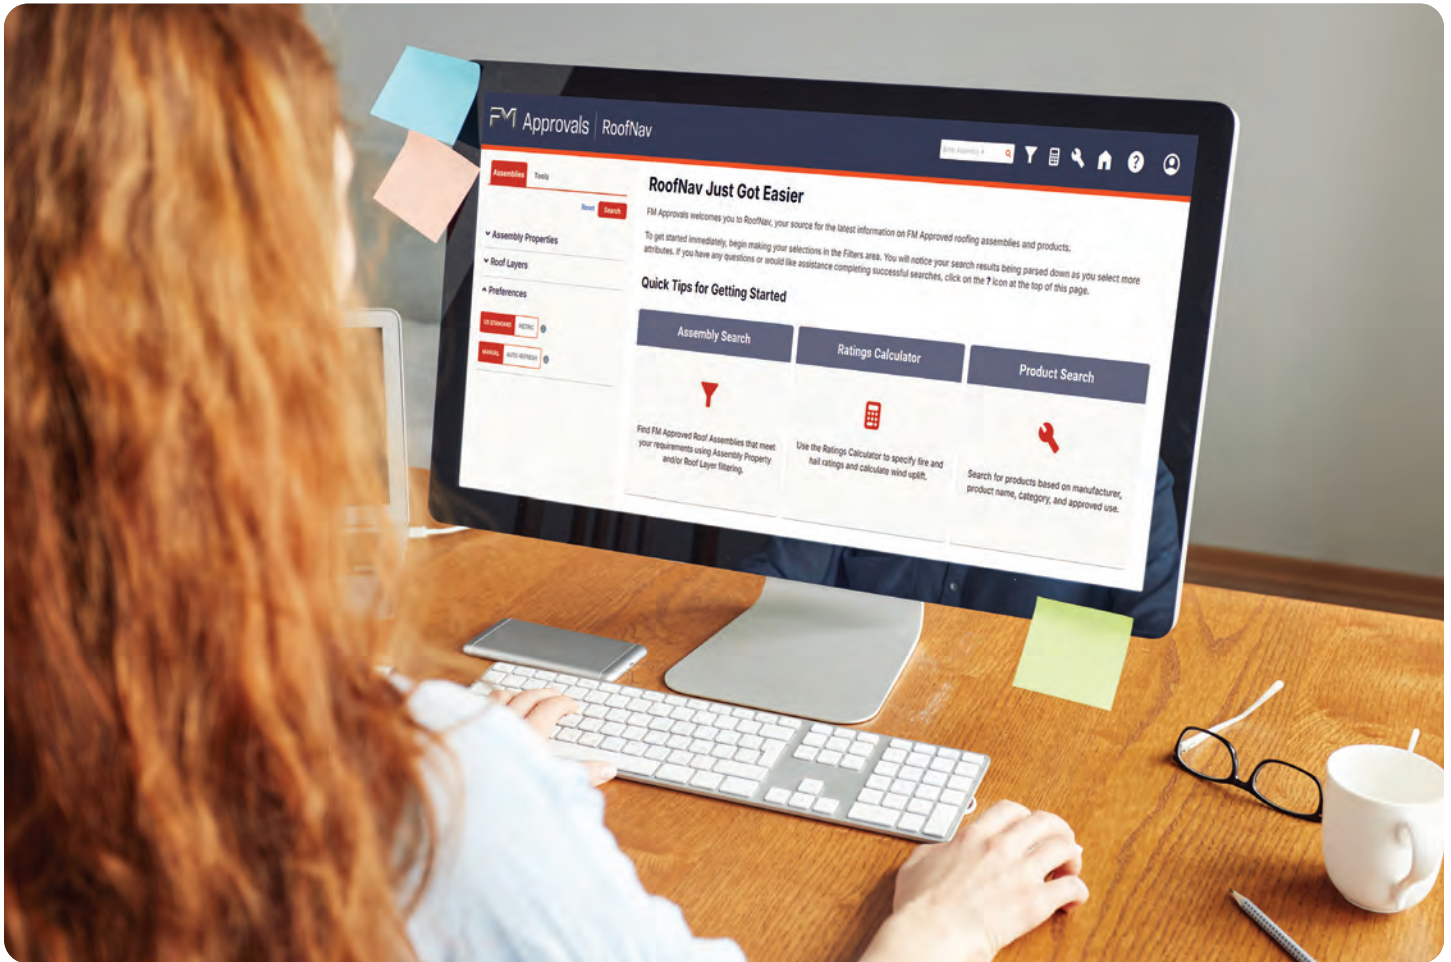 FM Approvals | RoofNav
Enter Assembly #
Assemblies Tools
Reset Search
Assembly Properties
Roof Layers
Preferences
US STANDARD METRIC
MANUAL AUTO-REFRESH
RoofNav Just Got Easier
FM Approvals welcomes you to RoofNav, your source for the latest information on FM Approved roofing assemblies and products.
To get started immediately, begin making your selections in the Filters area. You will notice your search results being parsed down as you select more
attributes. If you have any questions or would like assistance completing successful searches, click on the ? icon at the top of this page.
Quick Tips for Getting Started
Assembly Search
Find FM Approved Roof Assemblies that meet
your requirements using Assembly Property
and/or Roof Layer filtering.
Ratings Calculator
Use the Ratings Calculator to specify fire and
hail ratings and calculate wind uplift.
Product Search
Search for products based on manufacturer,
product name, category, and approved use.